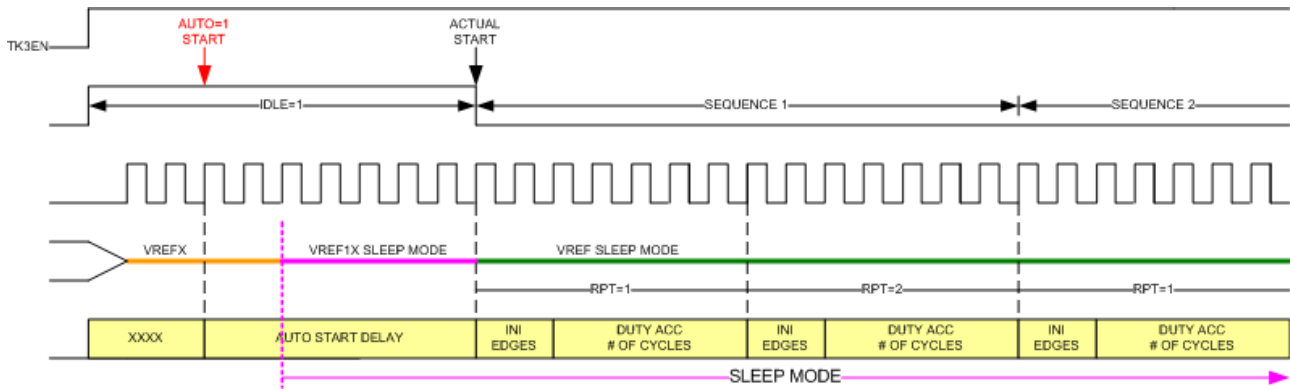 AUTO=1
START
ACTUAL
START
TK3EN
IDLE=1
SEQUENCE 1
SEQUENCE 2
VREFX
VREF1X SLEEP MODE
VREF SLEEP MODE
RPT=1
RPT=2
RPT=1
XXXX
AUTO START DELAY
INI
EDGES
DUTY ACC
# OF CYCLES
INI
EDGES
DUTY ACC
# OF CYCLES
INI
EDGES
DUTY ACC
# OF CYCLES
SLEEP MODE